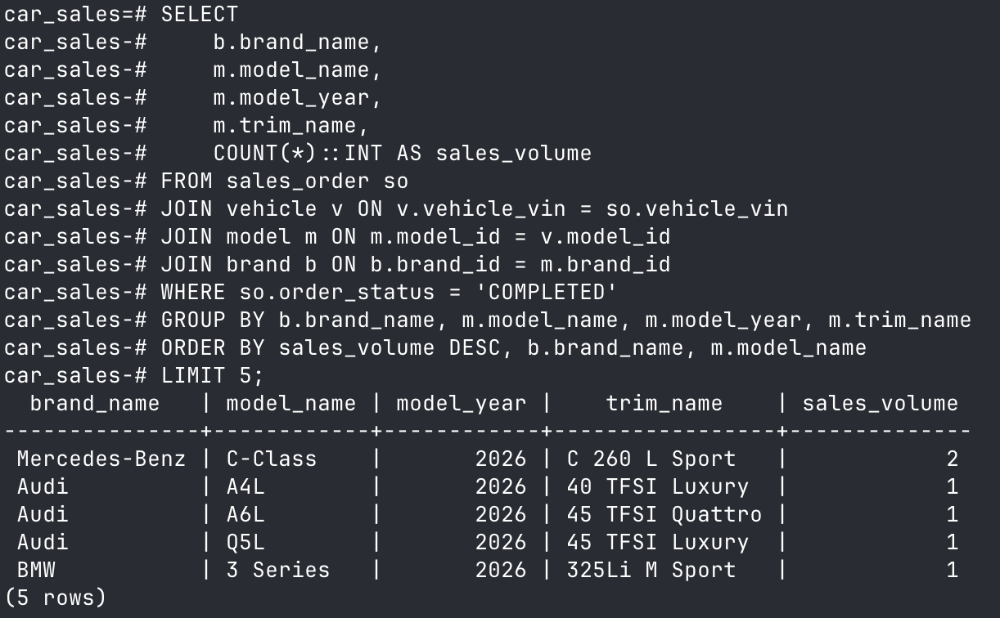 car_sales=# SELECT
car_sales-#     b.brand_name,
car_sales-#     m.model_name,
car_sales-#     m.model_year,
car_sales-#     m.trim_name,
car_sales-#     COUNT(*)::INT AS sales_volume
car_sales-# FROM sales_order so
car_sales-# JOIN vehicle v ON v.vehicle_vin = so.vehicle_vin
car_sales-# JOIN model m ON m.model_id = v.model_id
car_sales-# JOIN brand b ON b.brand_id = m.brand_id
car_sales-# WHERE so.order_status = 'COMPLETED'
car_sales-# GROUP BY b.brand_name, m.model_name, m.model_year, m.trim_name
car_sales-# ORDER BY sales_volume DESC, b.brand_name, m.model_name
car_sales-# LIMIT 5;
  brand_name   | model_name | model_year |    trim_name    | sales_volume
---------------+------------+------------+-----------------+--------------
 Mercedes-Benz | C-Class    |       2026 | C 260 L Sport   |            2
 Audi          | A4L        |       2026 | 40 TFSI Luxury  |            1
 Audi          | A6L        |       2026 | 45 TFSI Quattro |            1
 Audi          | Q5L        |       2026 | 45 TFSI Luxury  |            1
 BMW           | 3 Series   |       2026 | 325Li M Sport   |            1
(5 rows)